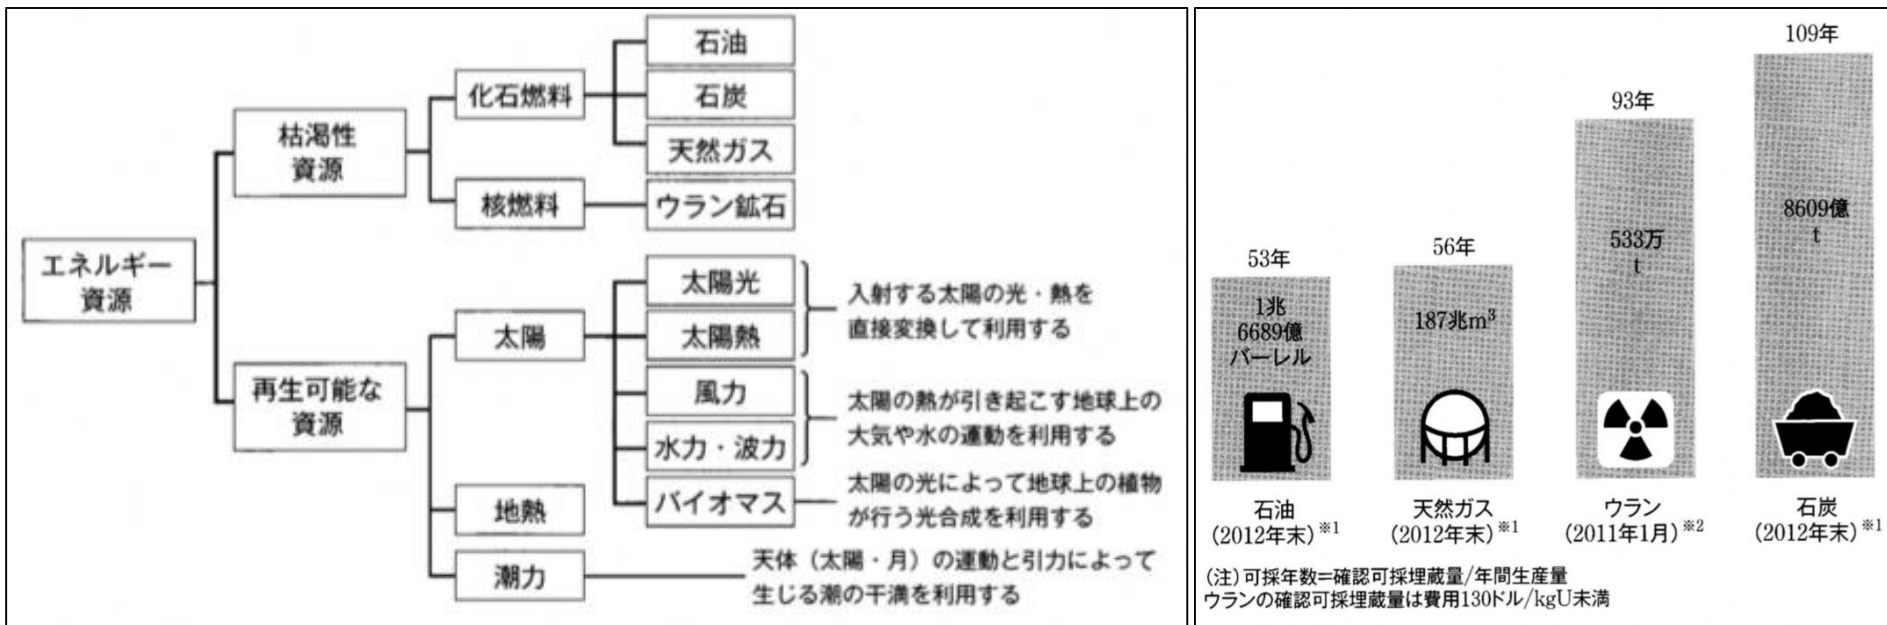 エネルギー
資源
枯渇性
資源
化石燃料
石油
石炭
天然ガス
核燃料
ウラン鉱石
再生可能な
資源
太陽
太陽光
太陽熱
入射する太陽の光・熱を
直接変換して利用する
風力
水力・波力
太陽の熱が引き起こす地球上の
大気や水の運動を利用する
バイオマス
太陽の光によって地球上の植物
が行う光合成を利用する
地熱
潮力
天体（太陽・月）の運動と引力によって
生じる潮の干満を利用する
53年
1兆
6689億
バーレル
石油
(2012年末)※1
56年
187兆m³
天然ガス
(2012年末)※1
93年
533万
t
ウラン
(2011年1月)※2
109年
8609億
t
石炭
(2012年末)※1
(注)可採年数=確認可採埋蔵量/年間生産量
ウランの確認可採埋蔵量は費用130ドル/kgU未満